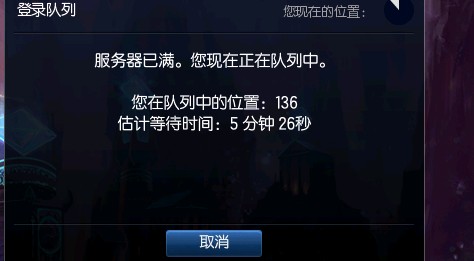 登录队列
您现在的位置：
服务器已满。您现在正在队列中。
您在队列中的位置：136
估计等待时间：5 分钟 26秒
取消